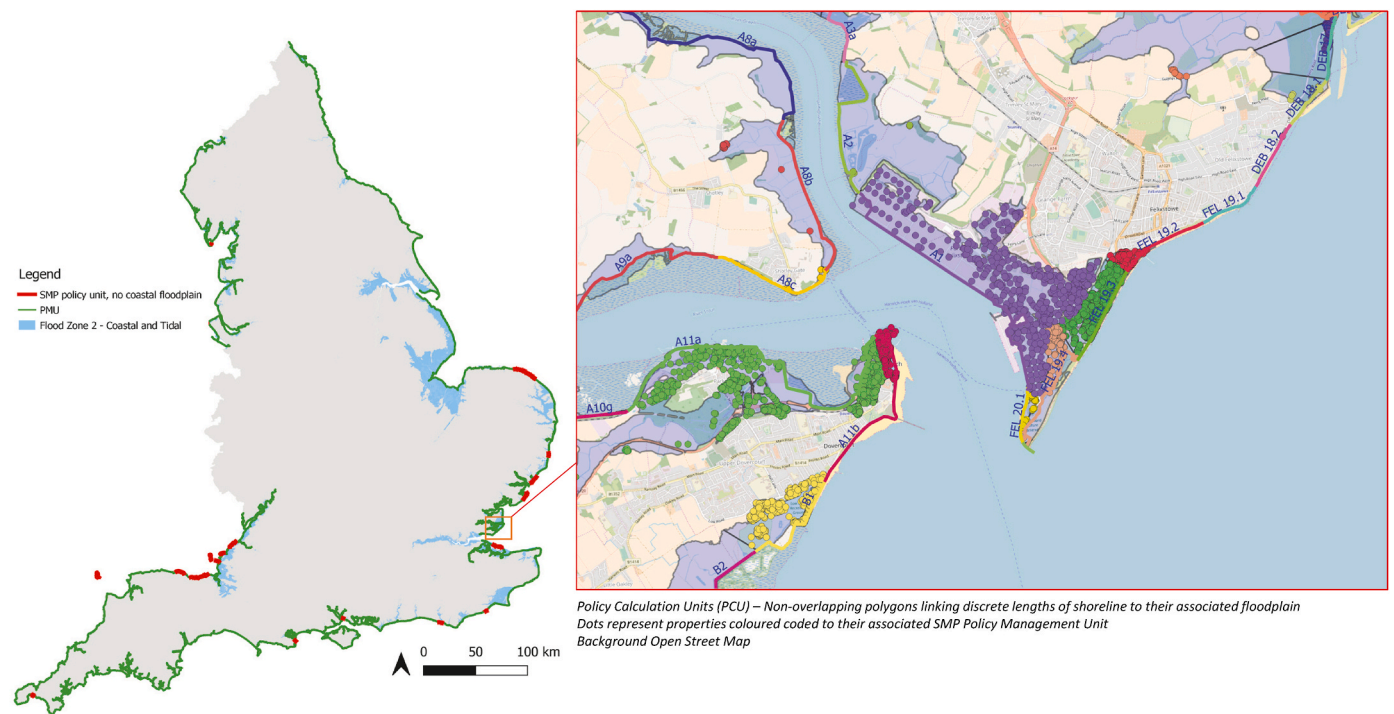 Legend
SMP policy unit, no coastal floodplain
PMU
Flood Zone 2 - Coastal and Tidal
0 50 100 km
A8a
A3a
DEB 17
DEB 18.1
A2
DEB 18.2
A8b
Felixstowe
FEL 19.1
FEL 19.2
A9a
A1
A8c
FEL 19.3
A11a
FEL 19.4
A10g
FEL 20.1
A11b
B1
B2
Policy Calculation Units (PCU) – Non-overlapping polygons linking discrete lengths of shoreline to their associated floodplain
Dots represent properties coloured coded to their associated SMP Policy Management Unit
Background Open Street Map